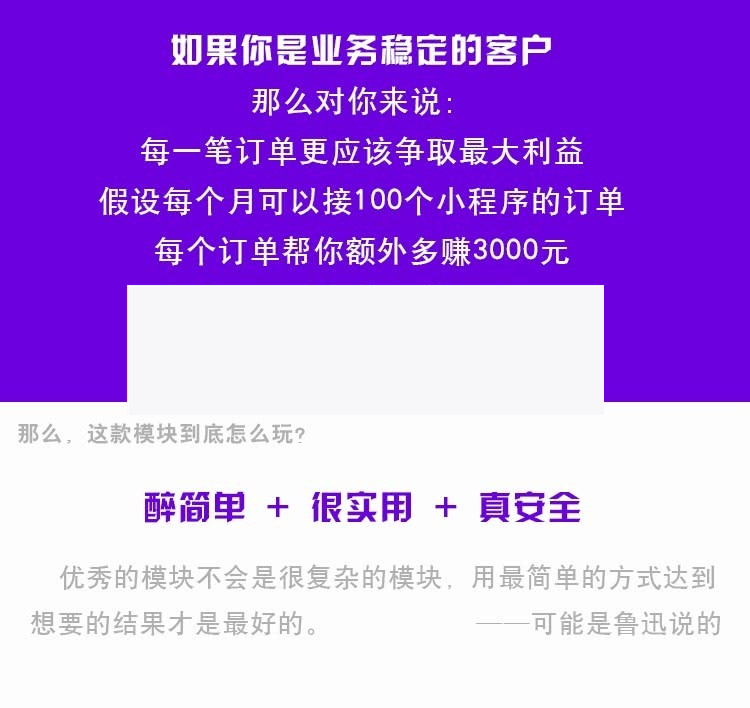 如果你是业务稳定的客户
那么对你来说：
每一笔订单更应该争取最大利益
假设每个月可以接100个小程序的订单
每个订单帮你额外多赚3000元
那么，这款模块到底怎么玩？
醉简单 + 很实用 + 真安全
优秀的模块不会是很复杂的模块，用最简单的方式达到
想要的结果才是最好的。 ——可能是鲁迅说的